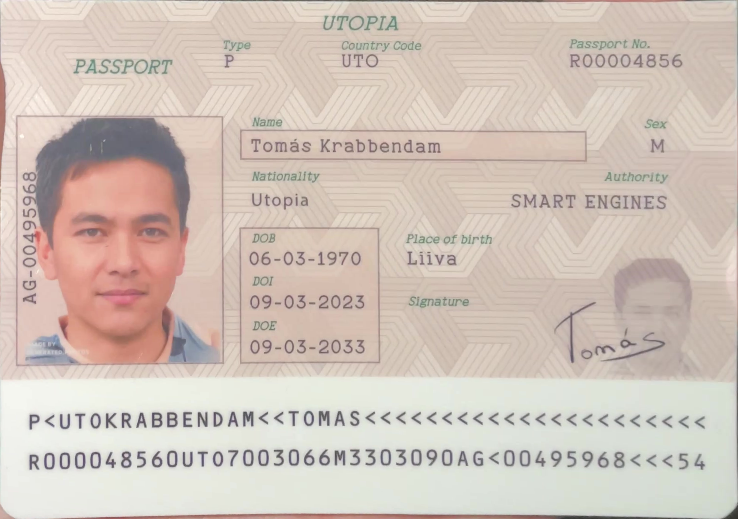 UTOPIA
PASSPORT
Type
P
Country Code
UTO
Passport No.
R00004856
Name
Tomás Krabbendam
Sex
M
Nationality
Utopia
Authority
SMART ENGINES
AG-00495968
DOB
06-03-1970
DOI
09-03-2023
DOE
09-03-2033
Place of birth
Liiva
Signature
Tomás
P<UTOKRABBENDAM<<TOMAS<<<<<<<<<<<<<<<<<<<<<<
R000048560UTO7003066M3303090AG<00495968<<<54